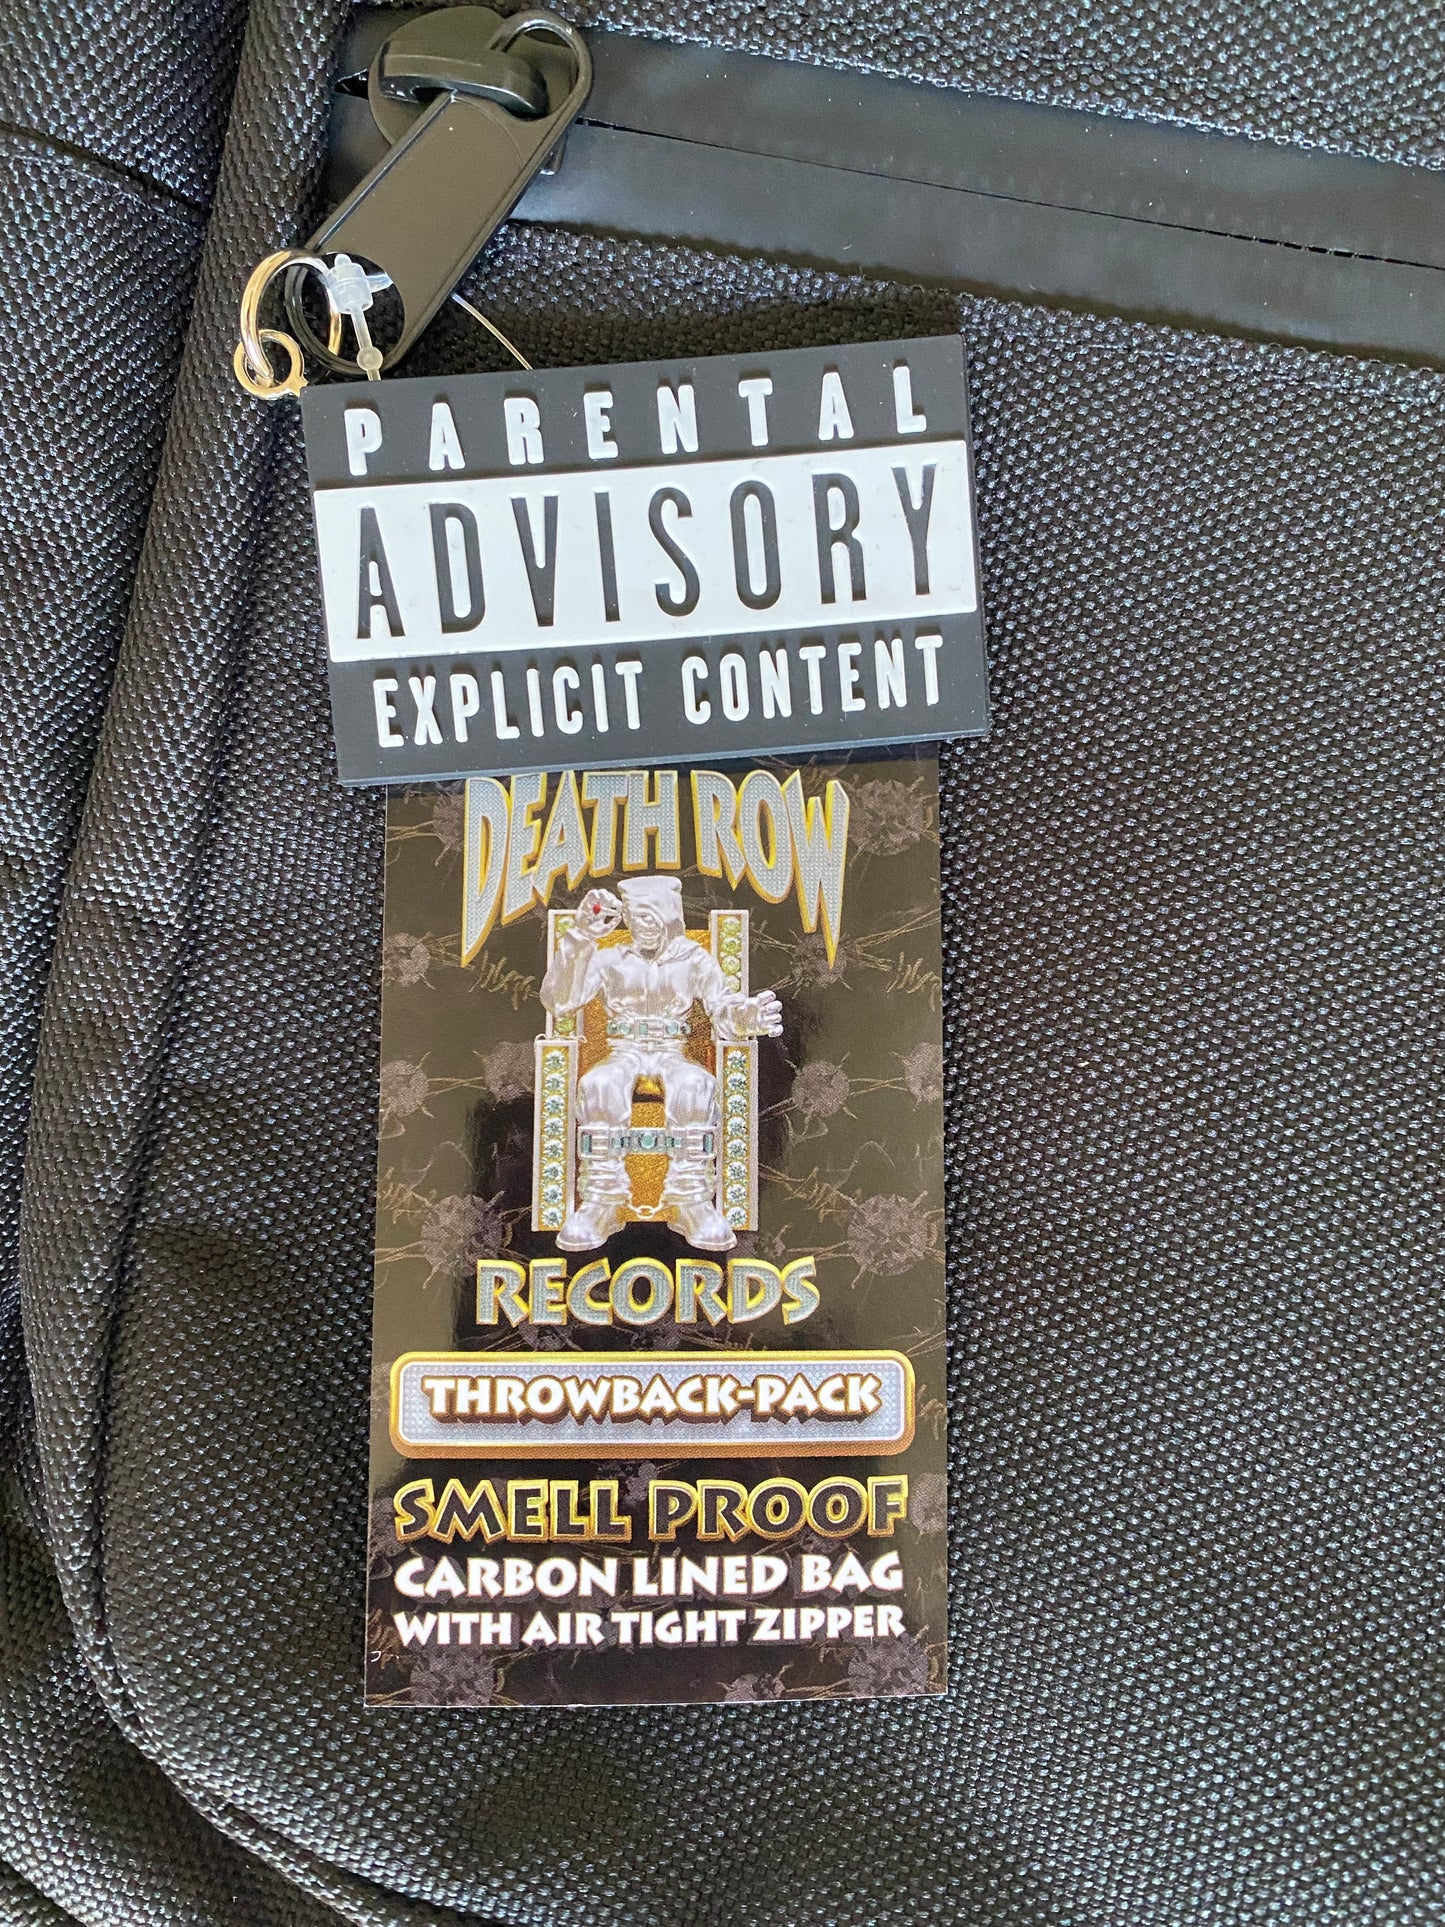 PARENTAL
ADVISORY
EXPLICIT CONTENT
DEATH ROW
RECORDS
THROWBACK-PACK
SMELL PROOF
CARBON LINED BAG
WITH AIR TIGHT ZIPPER